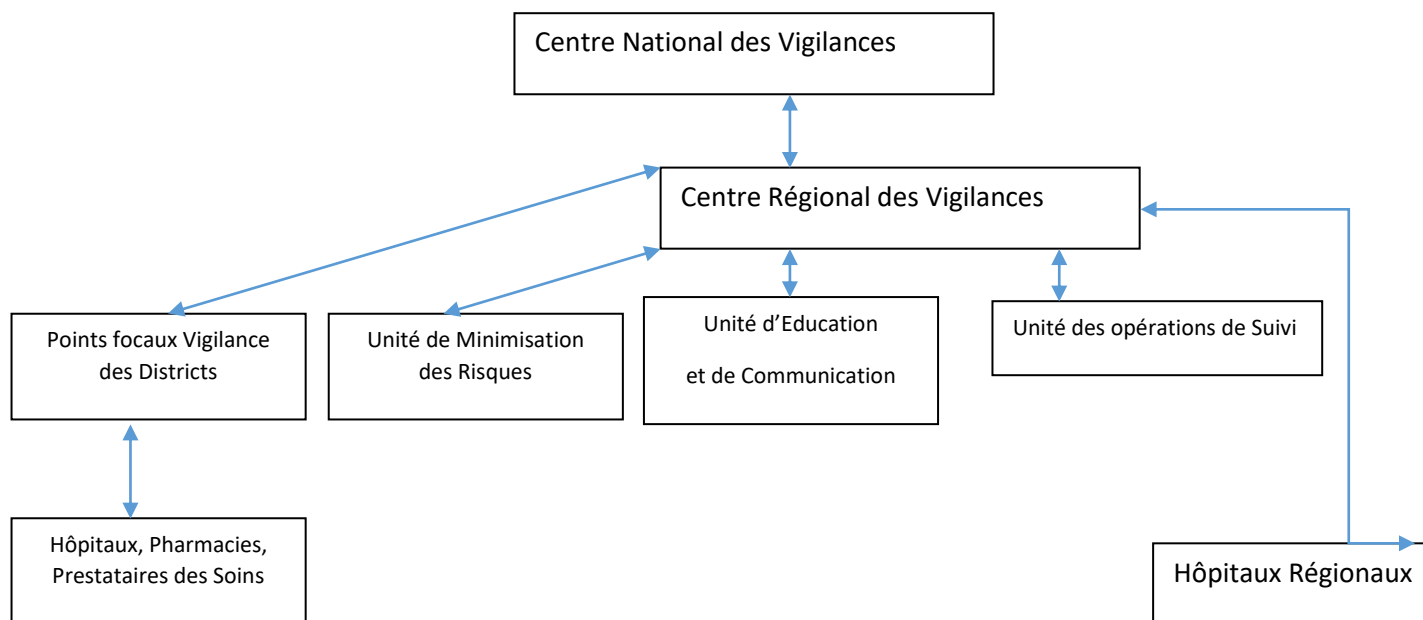 Centre National des Vigilances
Centre Régional des Vigilances
Points focaux Vigilance
des Districts
Unité de Minimisation
des Risques
Unité d’Education
et de Communication
Unité des opérations de Suivi
Hôpitaux, Pharmacies,
Prestataires des Soins
Hôpitaux Régionaux